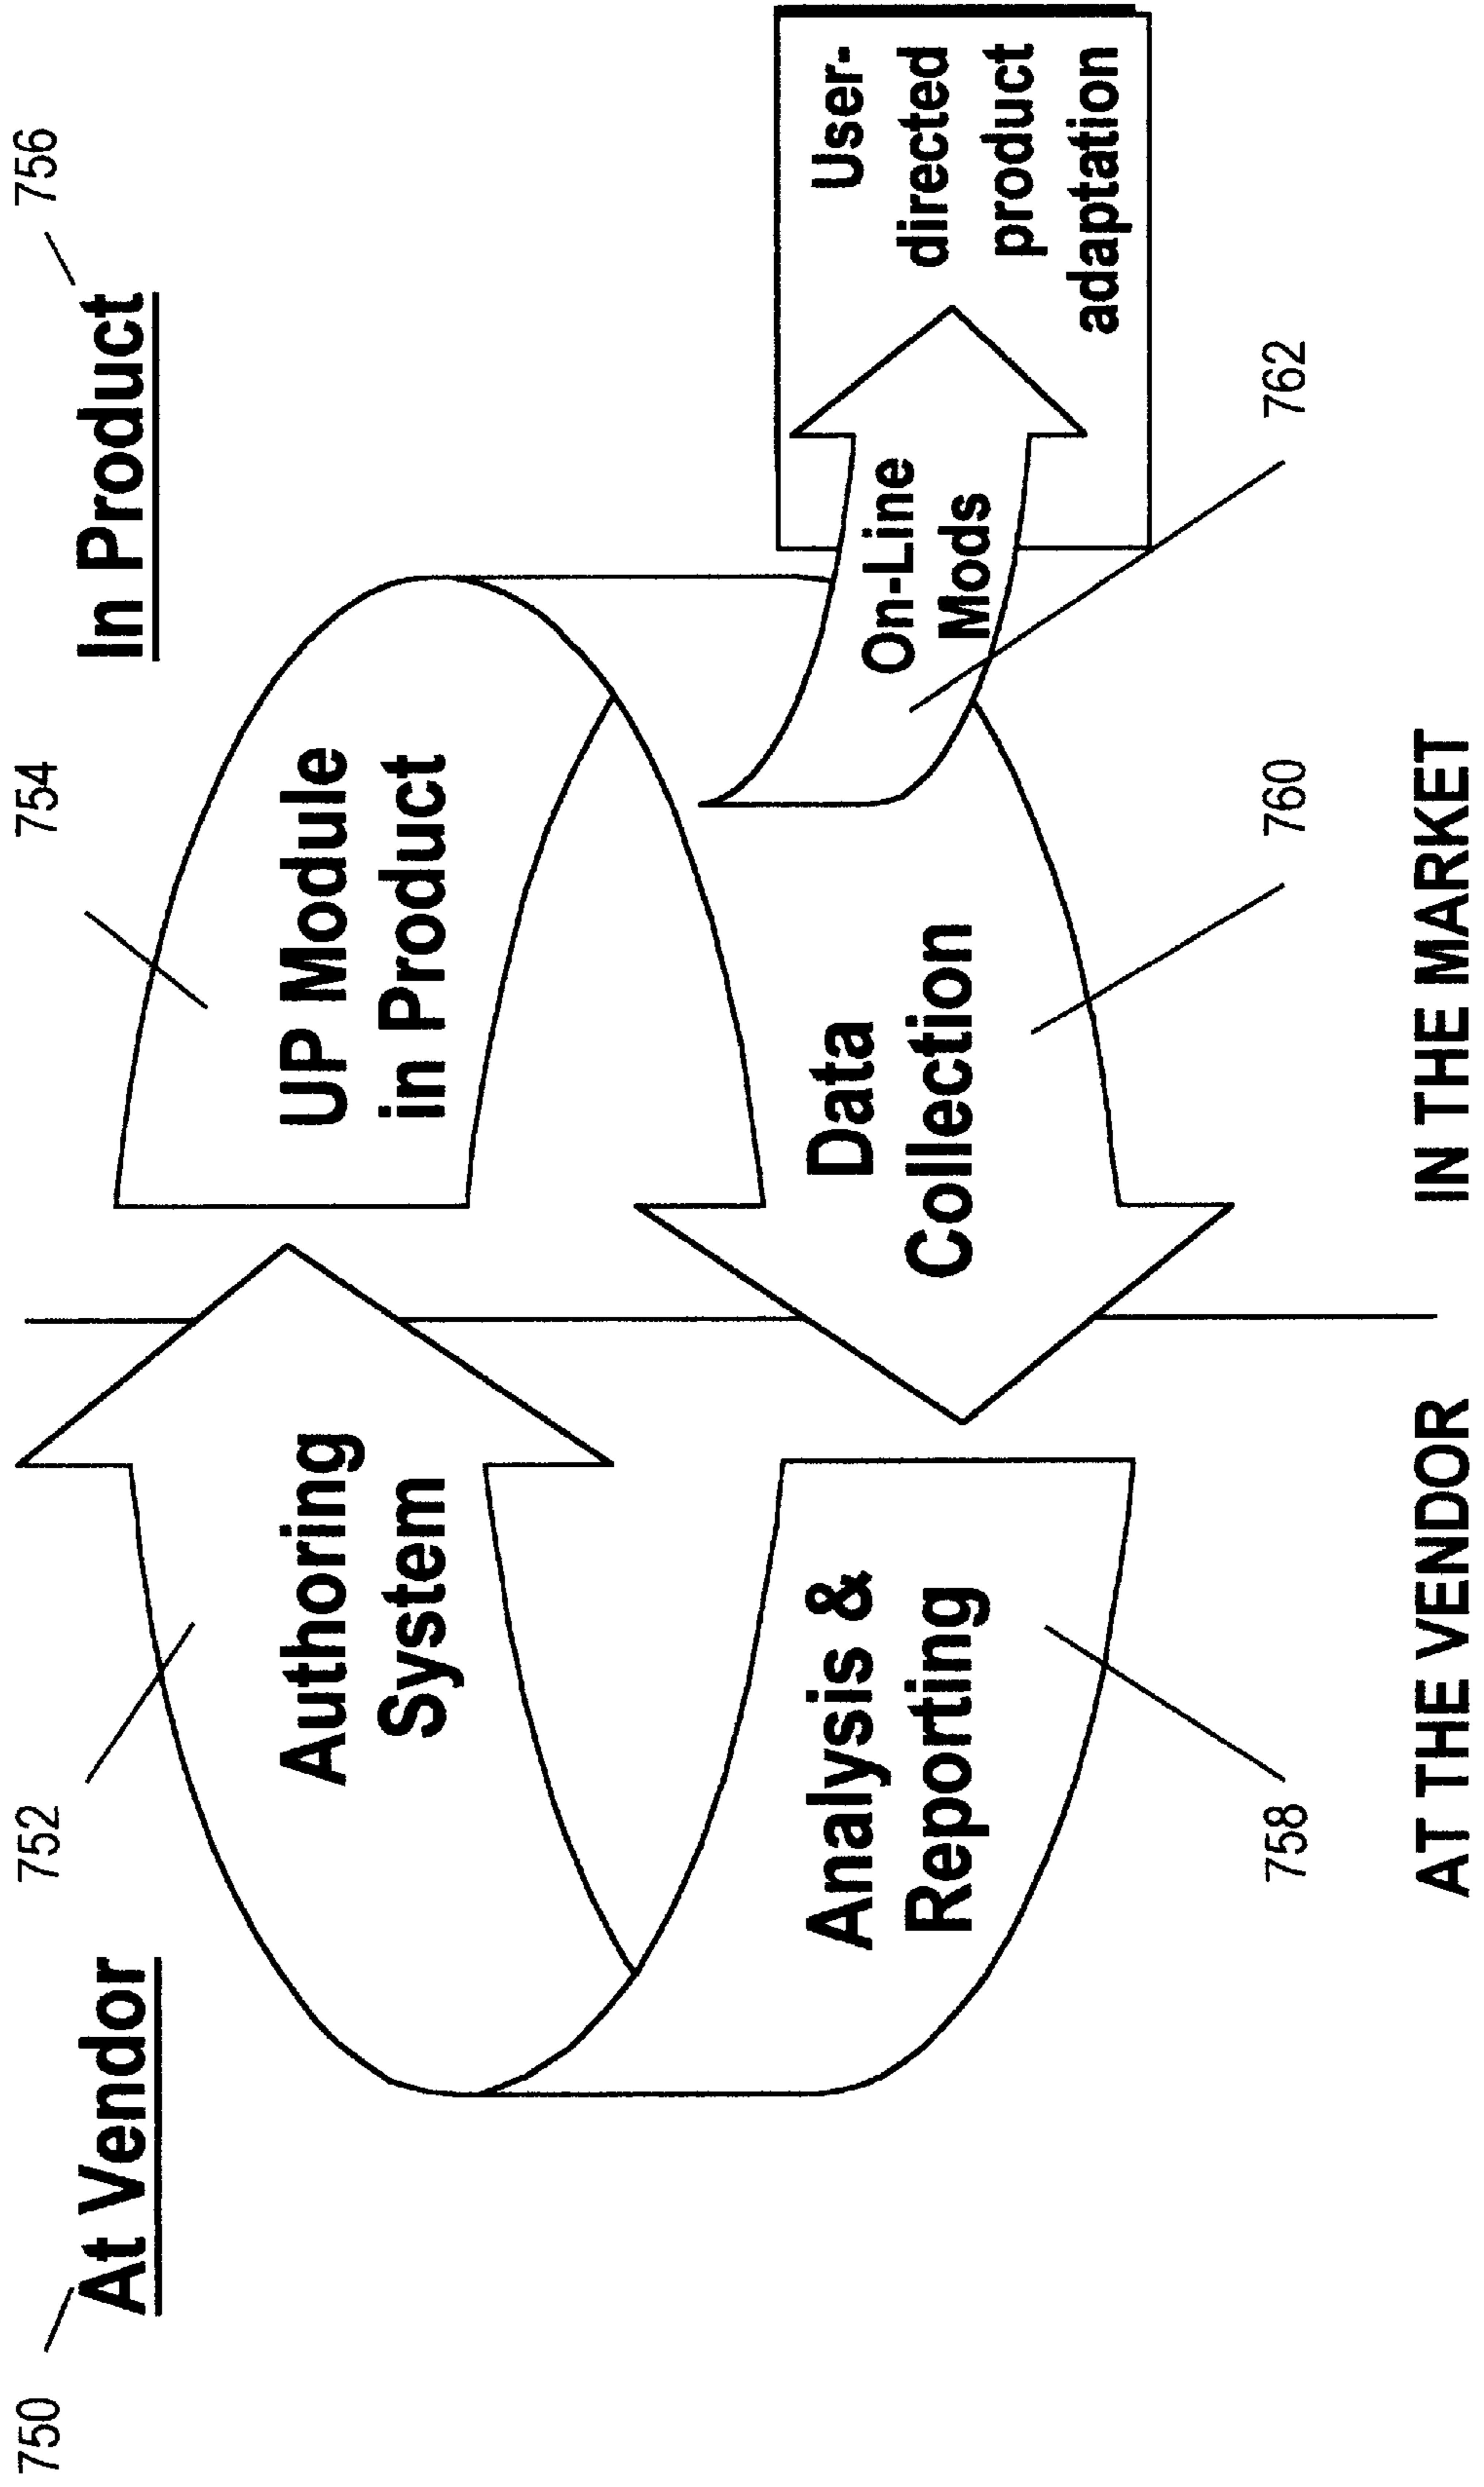 750
At Vendor
752
754
In Product
756
Authoring
System
UP Module
in Product
Analysis &
Reporting
Data
Collection
On-Line
Mods
User-
directed
product
adaptation
758
760
762
AT THE VENDOR
IN THE MARKET